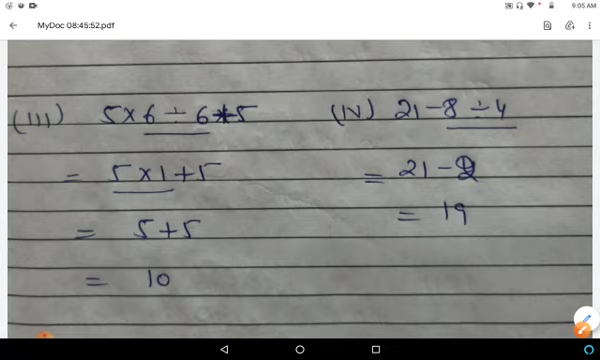 9:05 AM
MyDoc 08:45:52.pdf
(III) 5×6÷6+5
= 5×1+5
= 5+5
= 10
(IV) 21-8÷4
= 21-2
= 19